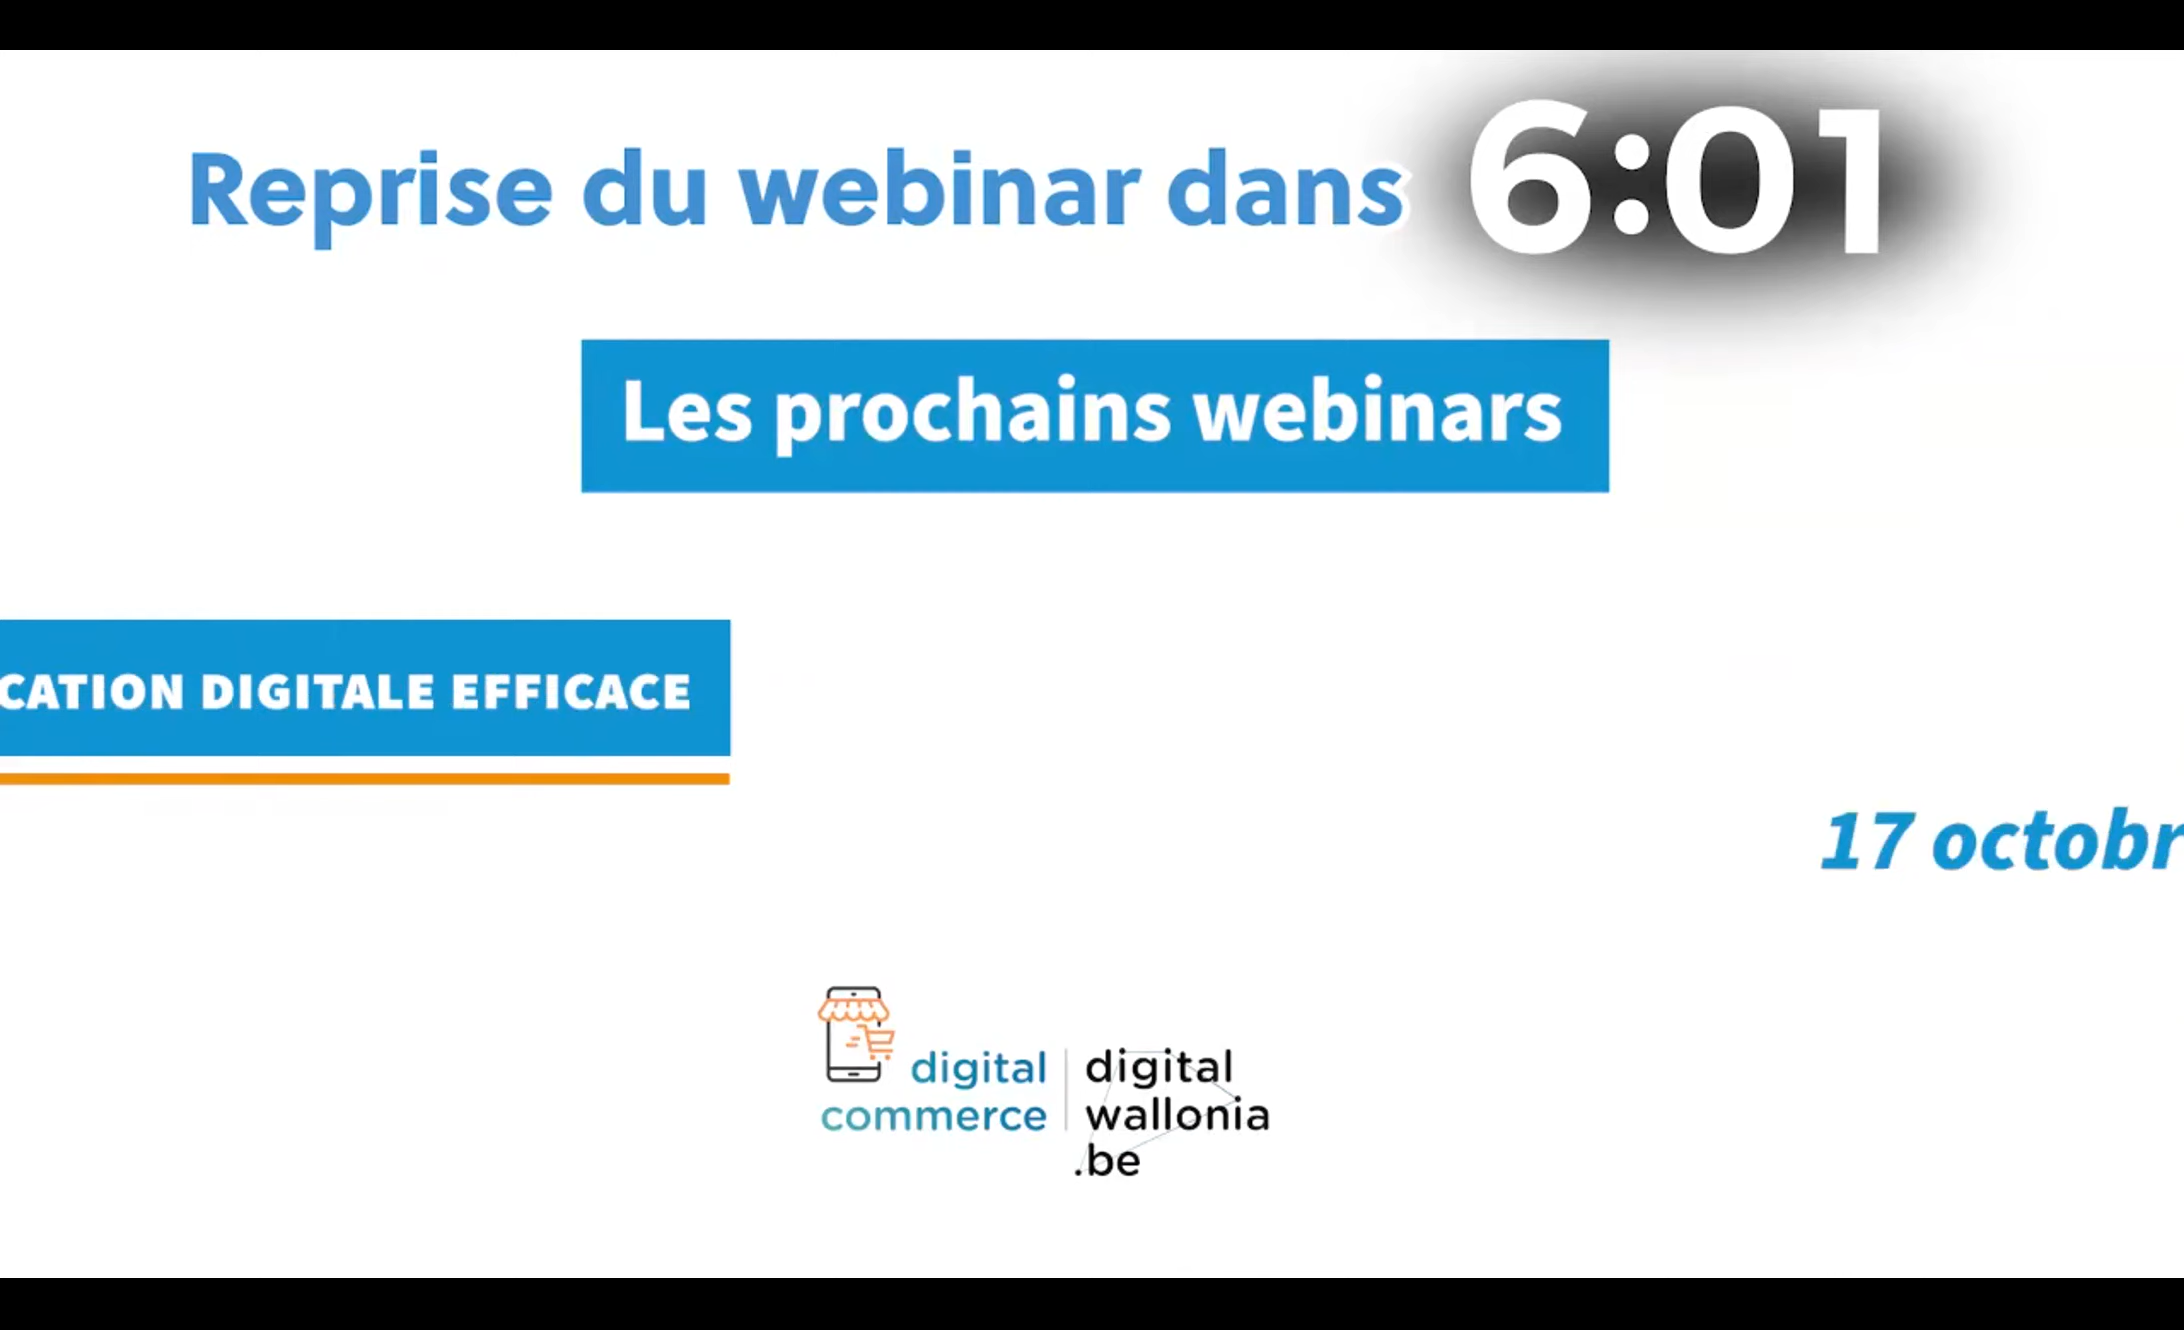 Reprise du webinar dans 6:01
Les prochains webinars
CATION DIGITALE EFFICACE
17 octobr
digital
commerce
digital
wallonia
.be